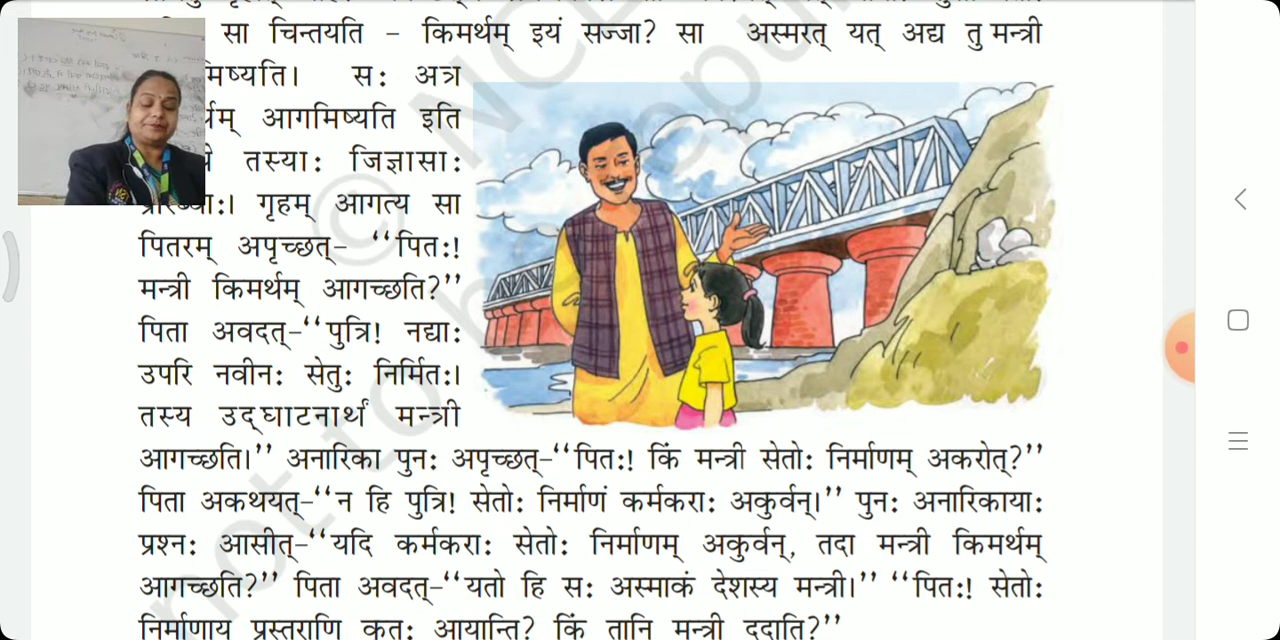 सा चिन्तयति – किमर्थम् इयं सज्जा? सा अस्मरत् यत् अद्य तु मन्त्री
स: अत्र
आगमिष्यति इति
तस्या: जिज्ञासा:
गृहम् आगत्य सा
पितरम् अपृच्छत्– “पित:!
मन्त्री किमर्थम् आगच्छति?”
पिता अवदत्–“पुत्रि! नद्या:
उपरि नवीन: सेतु: निर्मित:।
तस्य उद्घाटनार्थं मन्त्री
आगच्छति।” अनारिका पुन: अपृच्छत्–“पित:! किं मन्त्री सेतो: निर्माणम् अकरोत्?”
पिता अकथयत्–“न हि पुत्रि! सेतो: निर्माणं कर्मकरा: अकुर्वन्।” पुन: अनारिकाया:
प्रश्न: आसीत्–“यदि कर्मकरा: सेतो: निर्माणम् अकुर्वन्, तदा मन्त्री किमर्थम्
आगच्छति?” पिता अवदत्–“यतो हि स: अस्माकं देशस्य मन्त्री।” “पित:! सेतो:
निर्माणाय प्रस्तराणि कुत: आयान्ति? किं तानि मन्त्री ददाति?”
not to be